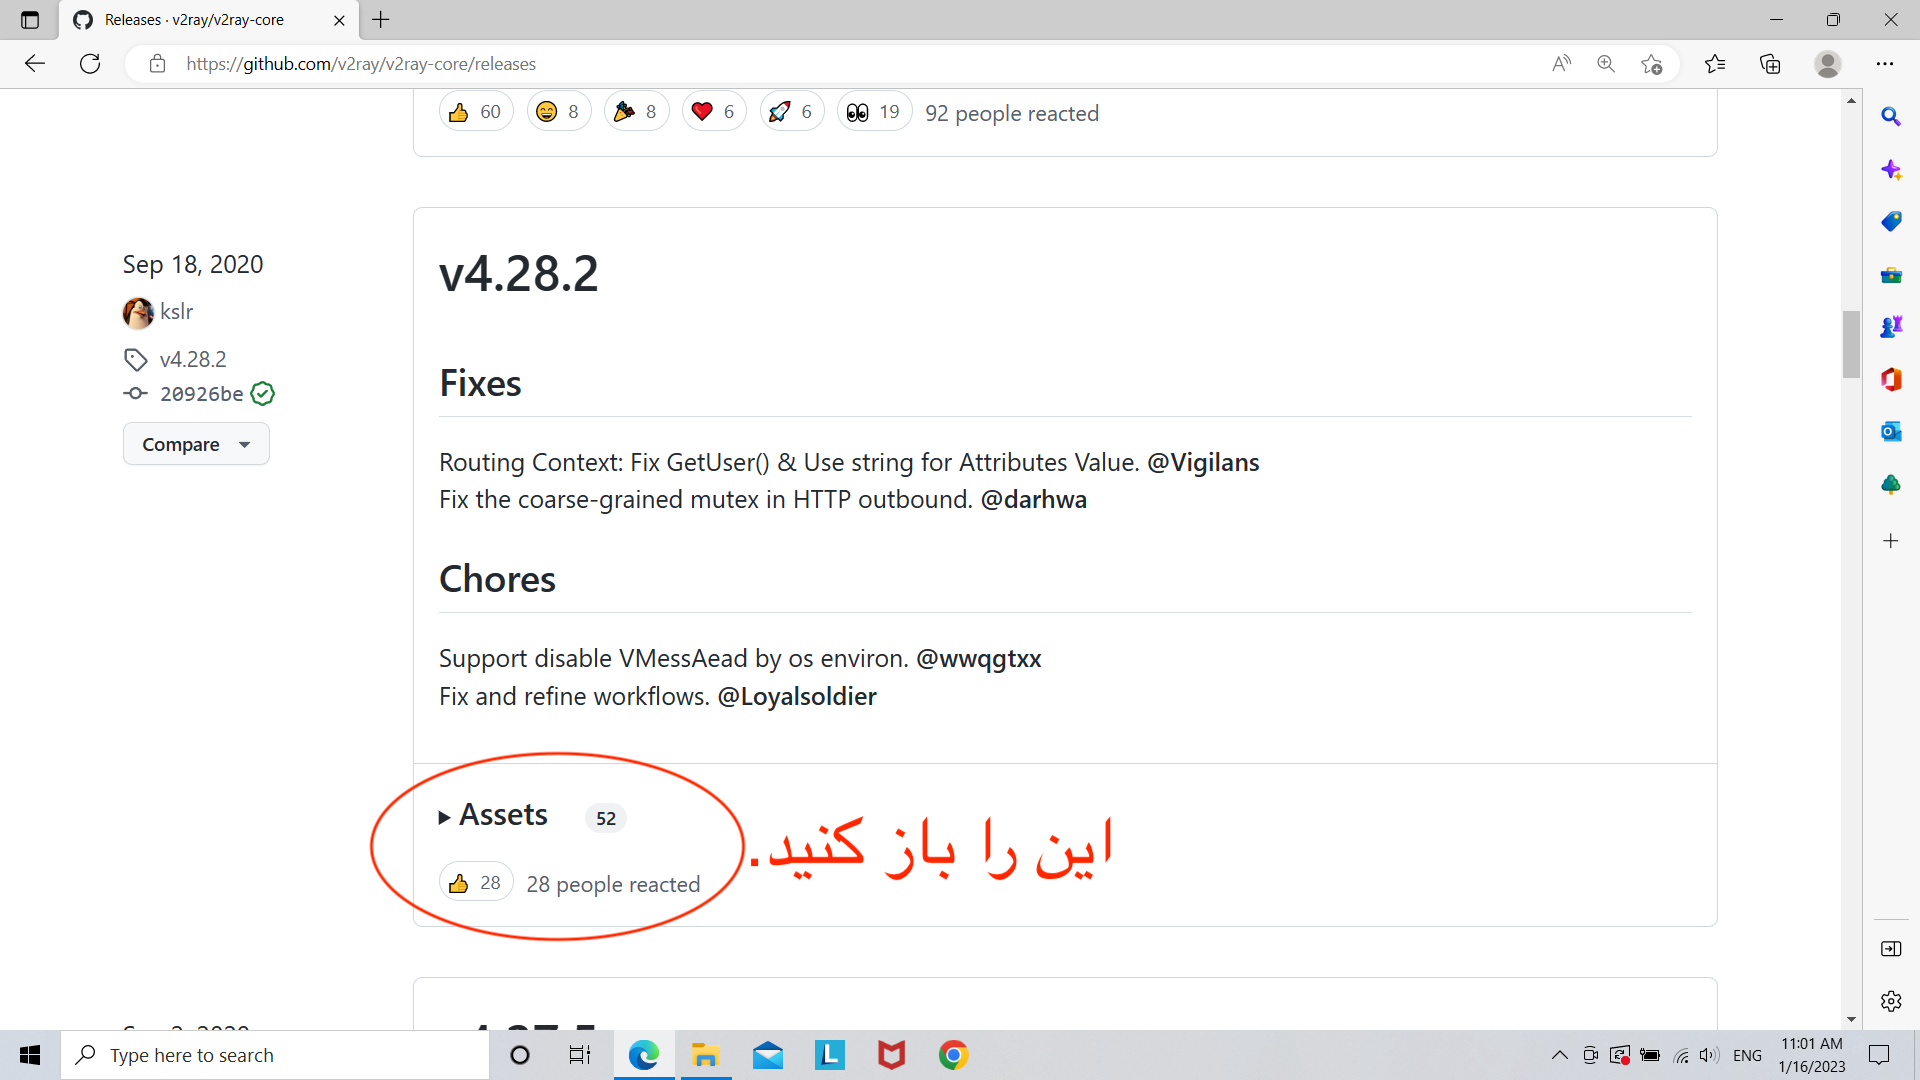 Releases · v2ray/v2ray-core
https://github.com/v2ray/v2ray-core/releases
60 8 8 6 6 19 92 people reacted
Sep 18, 2020
kslr
v4.28.2
20926be
Compare
v4.28.2
Fixes
Routing Context: Fix GetUser() & Use string for Attributes Value. @Vigilans
Fix the coarse-grained mutex in HTTP outbound. @darhwa
Chores
Support disable VMessAead by os environ. @wwqgtxx
Fix and refine workflows. @Loyalsoldier
Assets 52
28 28 people reacted
این را باز کنید.
Type here to search
ENG
11:01 AM
1/16/2023